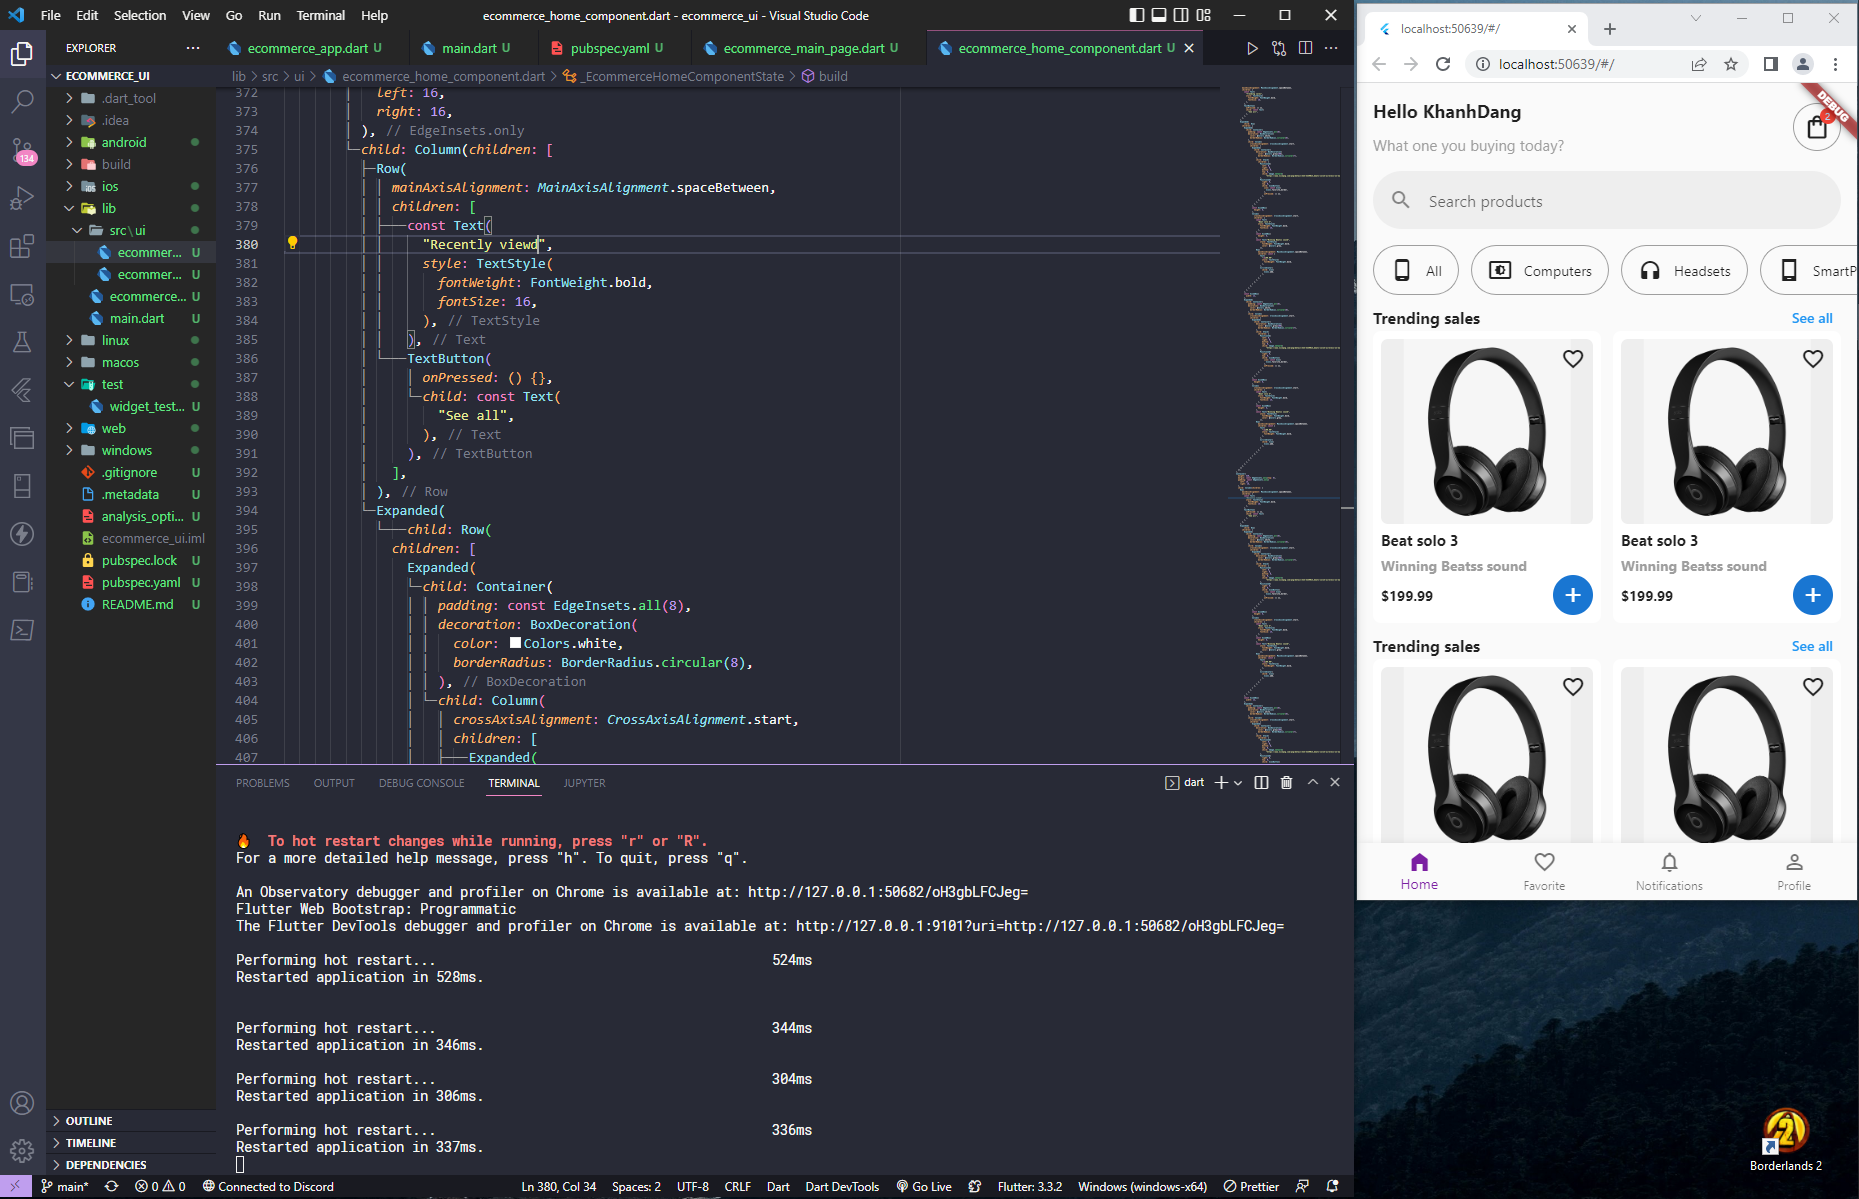 File Edit Selection View Go Run Terminal Help
ecommerce_home_component.dart - ecommerce_ui - Visual Studio Code
EXPLORER
ecommerce_app.dart U
main.dart U
pubspec.yaml U
ecommerce_main_page.dart U
ecommerce_home_component.dart U
ECOMMERCE_UI
lib > src > ui > ecommerce_home_component.dart > _EcommerceHomeComponentState > build
.dart_tool
.idea
android
build
ios
lib
src\ui
ecommer... U
ecommer... U
ecommerce... U
main.dart U
linux
macos
test
widget_test... U
web
windows
.gitignore U
.metadata U
analysis_opti... U
ecommerce_ui.iml
pubspec.lock U
pubspec.yaml U
README.md U
134
OUTLINE
TIMELINE
DEPENDENCIES
372 left: 16,
373 right: 16,
374 ), // EdgeInsets.only
375 child: Column(children: [
376 Row(
377 mainAxisAlignment: MainAxisAlignment.spaceBetween,
378 children: [
379 const Text(
380 "Recently viewd",
381 style: TextStyle(
382 fontWeight: FontWeight.bold,
383 fontSize: 16,
384 ), // TextStyle
385 ), // Text
386 TextButton(
387 onPressed: () {},
388 child: const Text(
389 "See all",
390 ), // Text
391 ), // TextButton
392 ],
393 ), // Row
394 Expanded(
395 child: Row(
396 children: [
397 Expanded(
398 child: Container(
399 padding: const EdgeInsets.all(8),
400 decoration: BoxDecoration(
401 color: Colors.white,
402 borderRadius: BorderRadius.circular(8),
403 ), // BoxDecoration
404 child: Column(
405 crossAxisAlignment: CrossAxisAlignment.start,
406 children: [
407 Expanded(
PROBLEMS OUTPUT DEBUG CONSOLE TERMINAL JUPYTER
dart
To hot restart changes while running, press "r" or "R".
For a more detailed help message, press "h". To quit, press "q".
An Observatory debugger and profiler on Chrome is available at: http://127.0.0.1:50682/oH3gbLFCJeg=
Flutter Web Bootstrap: Programmatic
The Flutter DevTools debugger and profiler on Chrome is available at: http://127.0.0.1:9101?uri=http://127.0.0.1:50682/oH3gbLFCJeg=
Performing hot restart... 524ms
Restarted application in 528ms.
Performing hot restart... 344ms
Restarted application in 346ms.
Performing hot restart... 304ms
Restarted application in 306ms.
Performing hot restart... 336ms
Restarted application in 337ms.
main* 0 0 Connected to Discord
Ln 380, Col 34 Spaces: 2 UTF-8 CRLF Dart Dart DevTools Go Live Flutter: 3.3.2 Windows (windows-x64) Prettier
localhost:50639/#/
localhost:50639/#/
DEBUG
Hello KhanhDang
2
What one you buying today?
Search products
All
Computers
Headsets
SmartP
Trending sales
See all
Beat solo 3
Winning Beatss sound
$199.99
Beat solo 3
Winning Beatss sound
$199.99
Trending sales
See all
Home
Favorite
Notifications
Profile
Borderlands 2